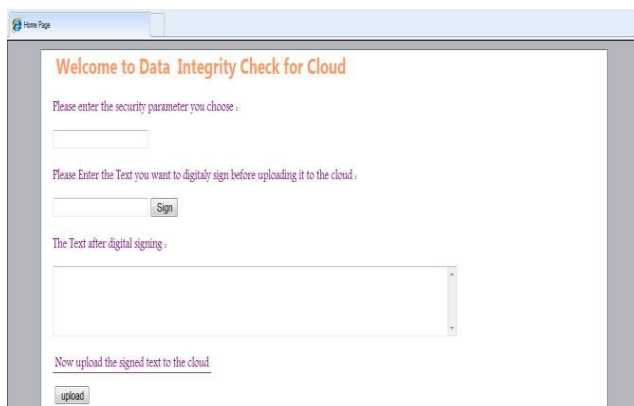 Home Page
Welcome to Data Integrity Check for Cloud
Please enter the security parameter you choose :
Please Enter the Text you want to digitaly sign before uploading it to the cloud :
Sign
The Text after digital signing :
Now upload the signed text to the cloud
upload